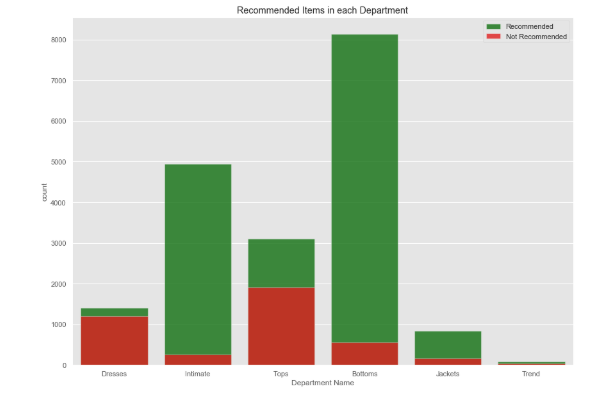 Recommended Items in each Department
Recommended
Not Recommended
8000
7000
6000
5000
4000
3000
2000
1000
0
count
Dresses Intimate Tops Bottoms Jackets Trend
Department Name